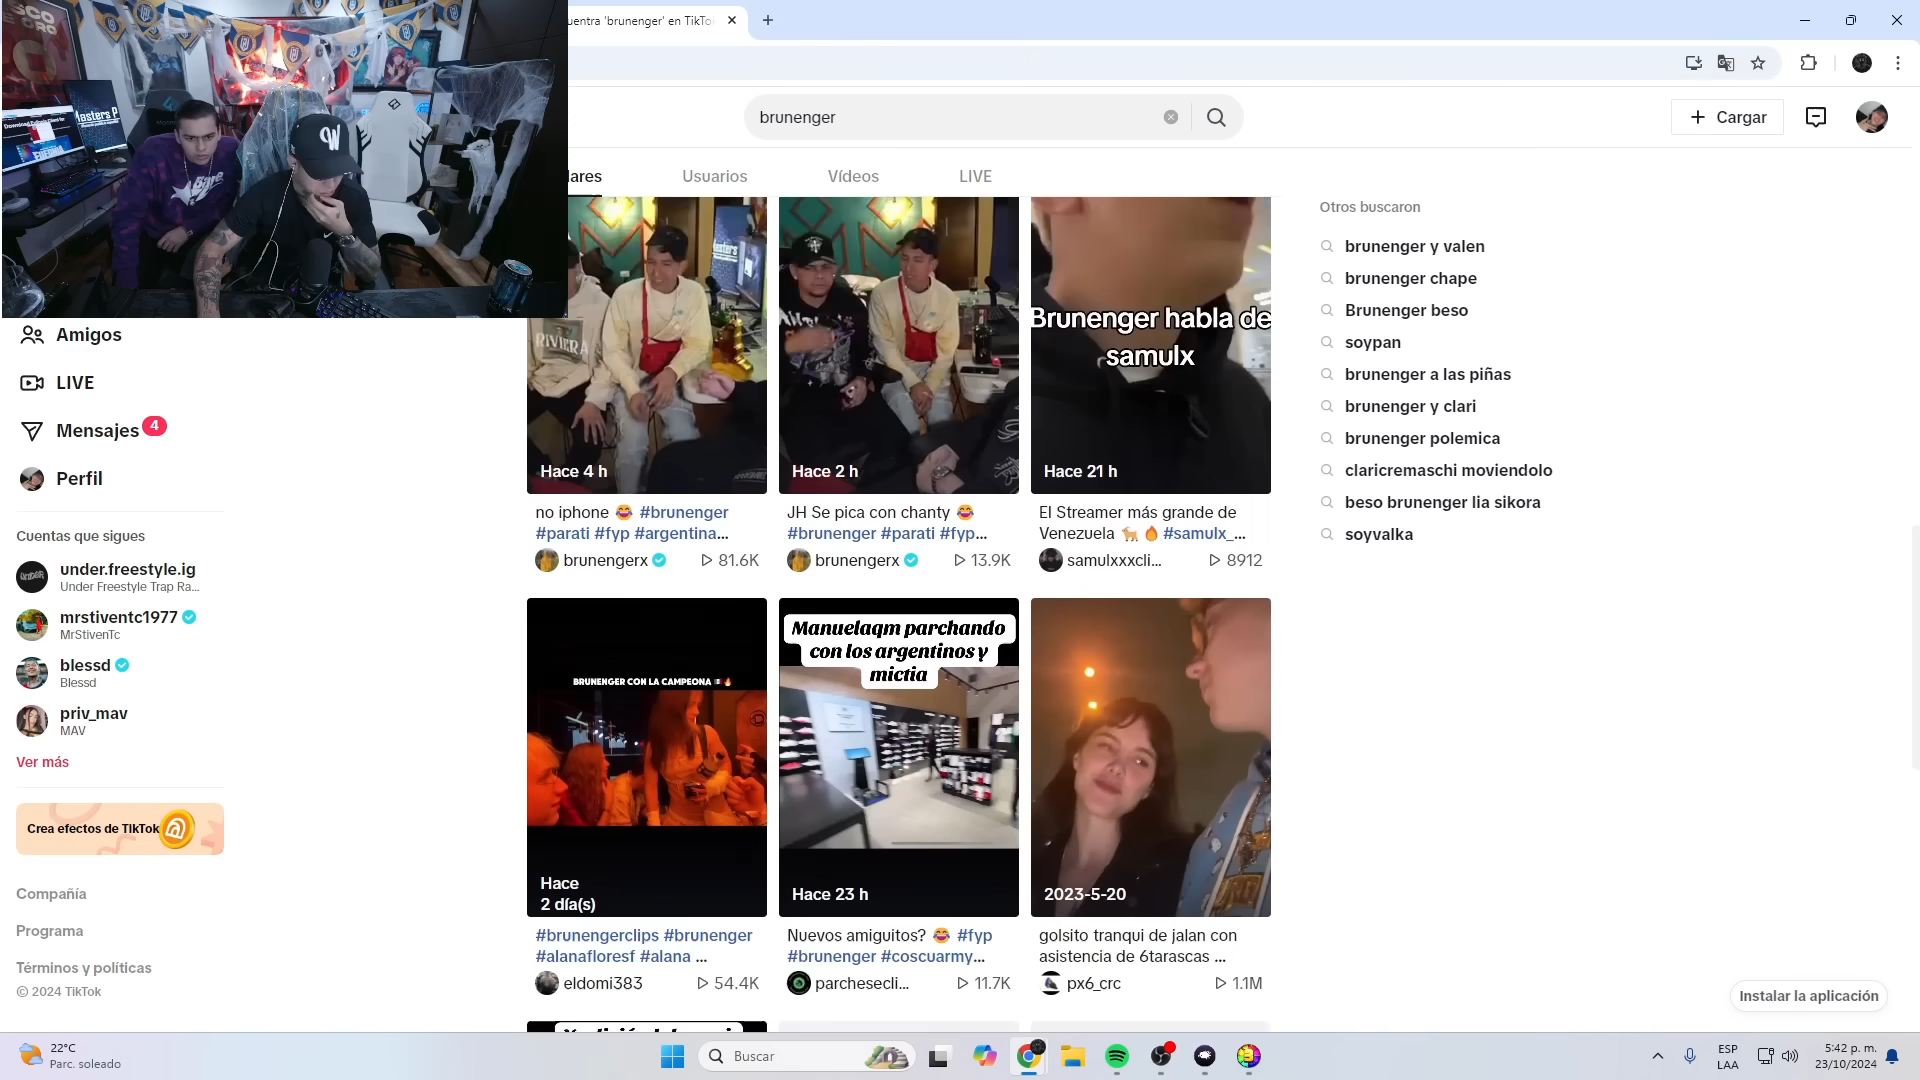 uentra 'brunenger' en TikTo
brunenger
Cargar
lares
Usuarios
Vídeos
LIVE
Amigos
LIVE
Mensajes 4
Perfil
Cuentas que sigues
under.freestyle.ig
Under Freestyle Trap Ra...
mrstiventc1977
MrStivenTc
blessd
Blessd
priv_mav
MAV
Ver más
Crea efectos de TikTok
Compañía
Programa
Términos y políticas
© 2024 TikTok
RIVIERA
Hace 4 h
no iphone 😂 #brunenger
#parati #fyp #argentina...
brunengerx 81.6K
Hace 2 h
JH Se pica con chanty 😂
#brunenger #parati #fyp...
brunengerx 13.9K
Brunenger habla de
samulx
Hace 21 h
El Streamer más grande de
Venezuela 🐐🔥 #samulx_...
samulxxxcli... 8912
BRUNENGER CON LA CAMPEONA
Hace
2 día(s)
#brunengerclips #brunenger
#alanafloresf #alana ...
eldomi383 54.4K
Manuelaqm parchando
con los argentinos y
mictia
Hace 23 h
Nuevos amiguitos? 😂 #fyp
#brunenger #coscuarmy...
parchesecli... 11.7K
2023-5-20
golsito tranqui de jalan con
asistencia de 6tarascas ...
px6_crc 1.1M
Otros buscaron
brunenger y valen
brunenger chape
Brunenger beso
soypan
brunenger a las piñas
brunenger y clari
brunenger polemica
claricremaschi moviendolo
beso brunenger lia sikora
soyvalka
Instalar la aplicación
22°C
Parc. soleado
Buscar
ESP
LAA
5:42 p. m.
23/10/2024